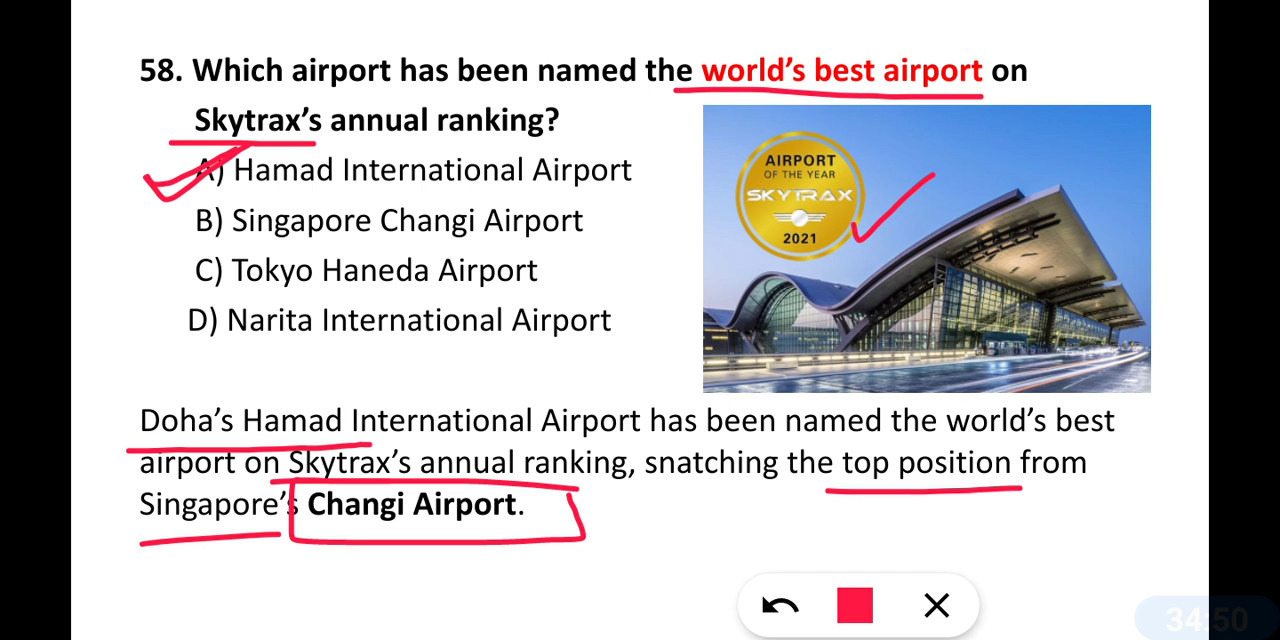 58. Which airport has been named the world's best airport on
Skytrax's annual ranking?
A) Hamad International Airport
B) Singapore Changi Airport
C) Tokyo Haneda Airport
D) Narita International Airport
AIRPORT
OF THE YEAR
SKYTRAX
2021
Doha's Hamad International Airport has been named the world's best
airport on Skytrax's annual ranking, snatching the top position from
Singapore's Changi Airport.
34:50